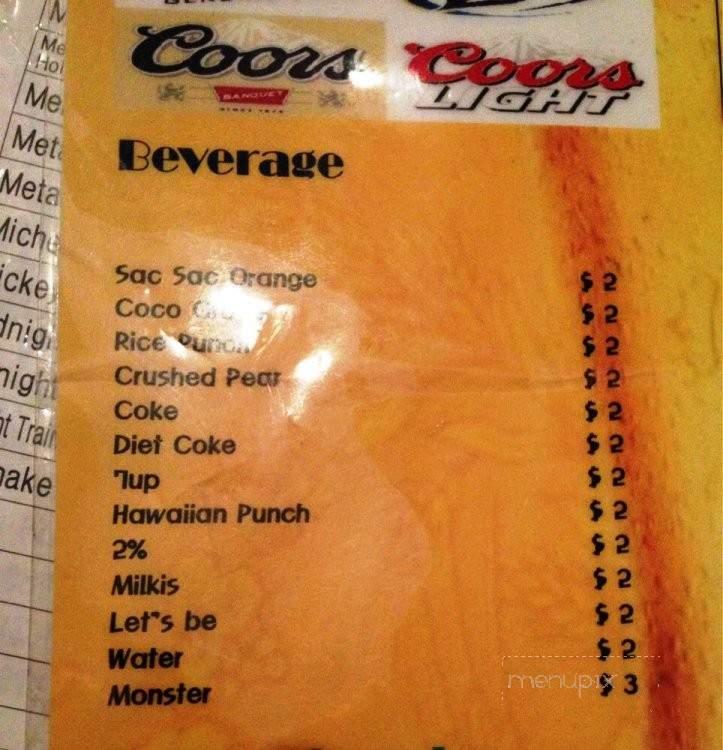 Coors
BANQUET
Coors
LIGHT
Beverage
Sac Sac Orange $ 2
Coco $ 2
Rice Punch $ 2
Crushed Pear $ 2
Coke $ 2
Diet Coke $ 2
7up $ 2
Hawaiian Punch $ 2
2% $ 2
Milkis $ 2
Let"s be $ 2
Water $ 2
Monster $ 3
menupix